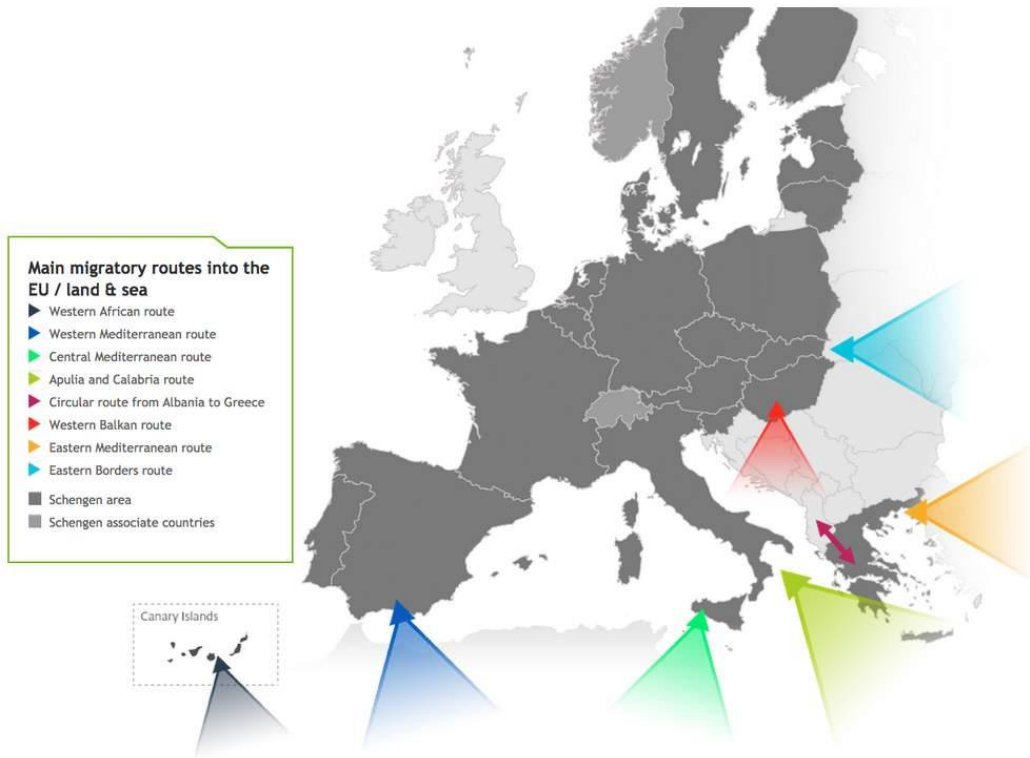 Main migratory routes into the
EU / land & sea
Western African route
Western Mediterranean route
Central Mediterranean route
Apulia and Calabria route
Circular route from Albania to Greece
Western Balkan route
Eastern Mediterranean route
Eastern Borders route
Schengen area
Schengen associate countries
Canary Islands